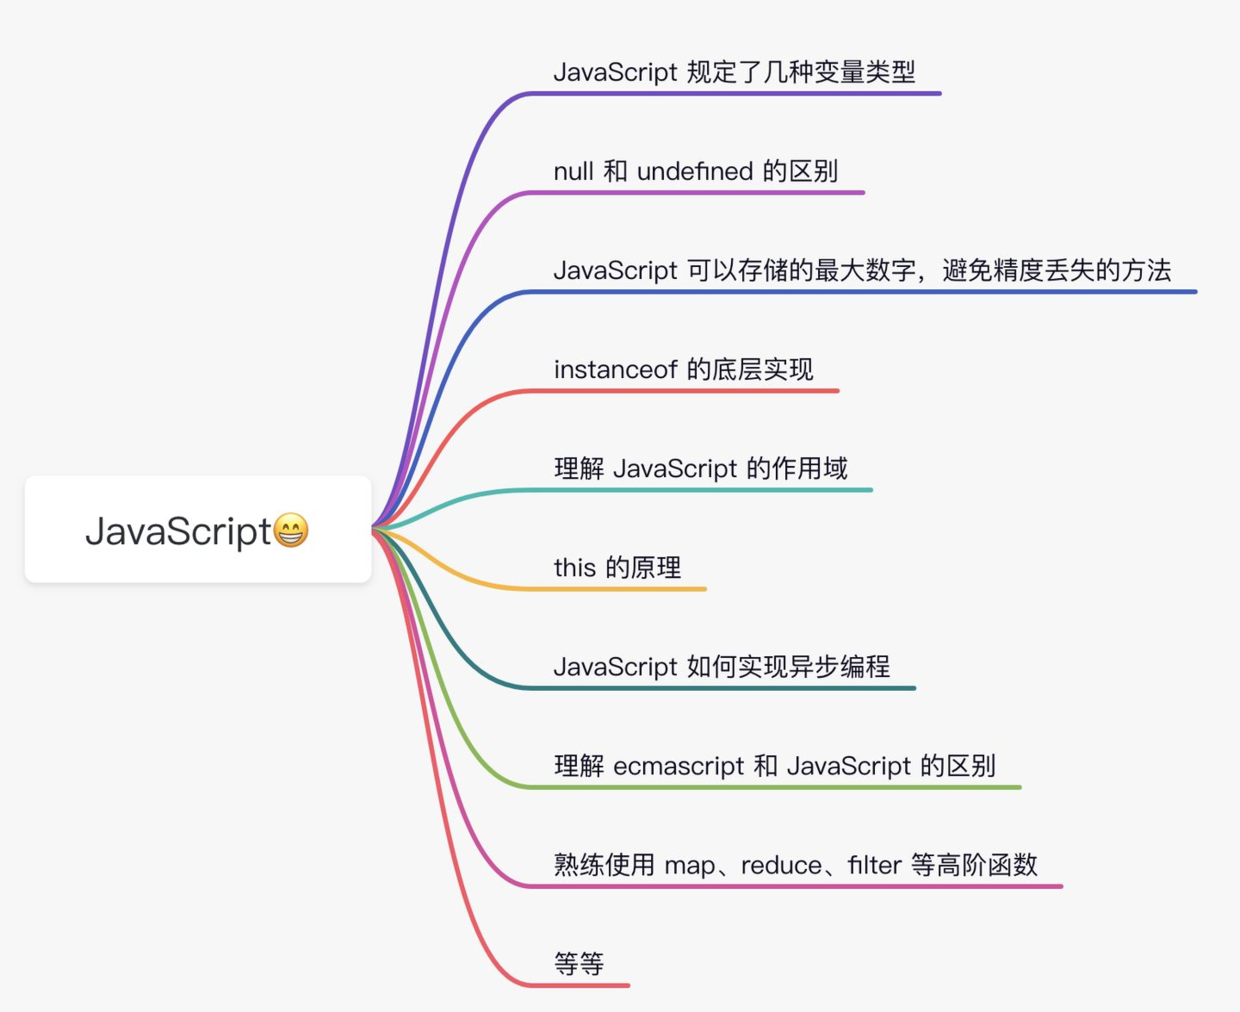 JavaScript 规定了几种变量类型
null 和 undefined 的区别
JavaScript 可以存储的最大数字，避免精度丢失的方法
instanceof 的底层实现
理解 JavaScript 的作用域
JavaScript😁
this 的原理
JavaScript 如何实现异步编程
理解 ecmascript 和 JavaScript 的区别
熟练使用 map、reduce、filter 等高阶函数
等等